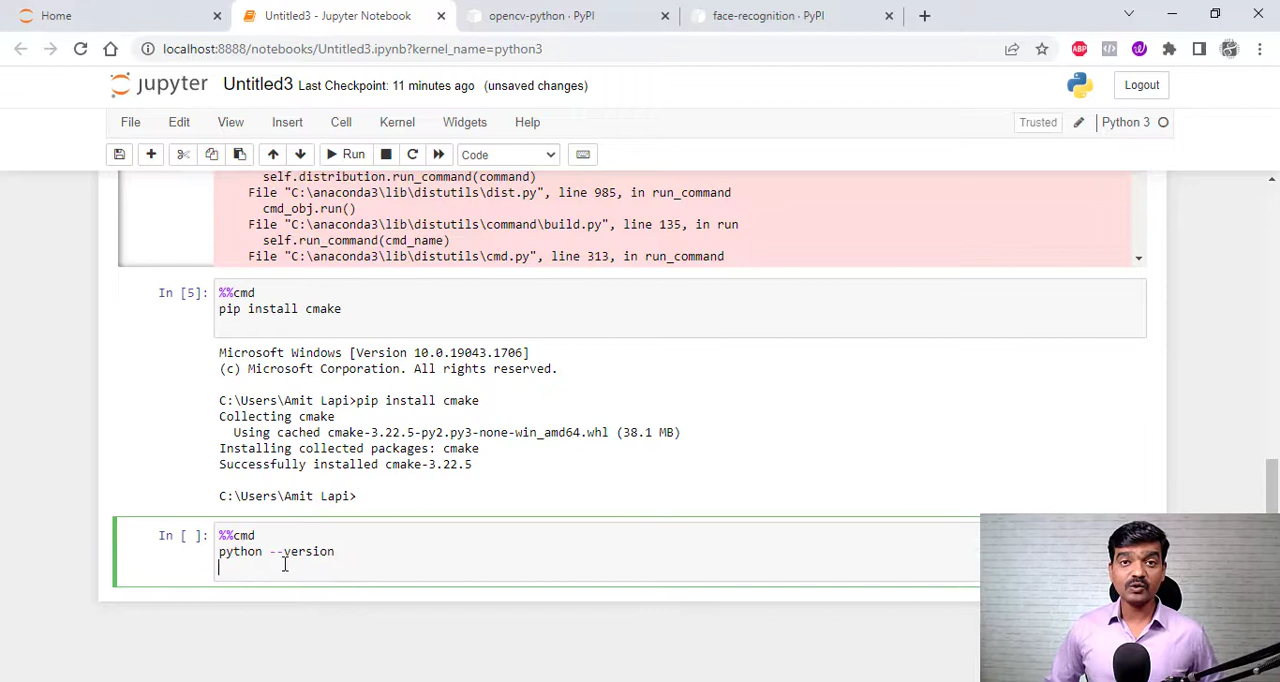 Home
Untitled3 - Jupyter Notebook
opencv-python · PyPI
face-recognition · PyPI
localhost:8888/notebooks/Untitled3.ipynb?kernel_name=python3
ABP
jupyter Untitled3 Last Checkpoint: 11 minutes ago (unsaved changes)
Logout
File Edit View Insert Cell Kernel Widgets Help
Trusted Python 3
Run Code
self.distribution.run_command(command)
File "C:\anaconda3\lib\distutils\dist.py", line 985, in run_command
cmd_obj.run()
File "C:\anaconda3\lib\distutils\command\build.py", line 135, in run
self.run_command(cmd_name)
File "C:\anaconda3\lib\distutils\cmd.py", line 313, in run_command
In [5]: %%cmd
pip install cmake
Microsoft Windows [Version 10.0.19043.1706]
(c) Microsoft Corporation. All rights reserved.
C:\Users\Amit Lapi>pip install cmake
Collecting cmake
Using cached cmake-3.22.5-py2.py3-none-win_amd64.whl (38.1 MB)
Installing collected packages: cmake
Successfully installed cmake-3.22.5
C:\Users\Amit Lapi>
In [ ]: %%cmd
python --version